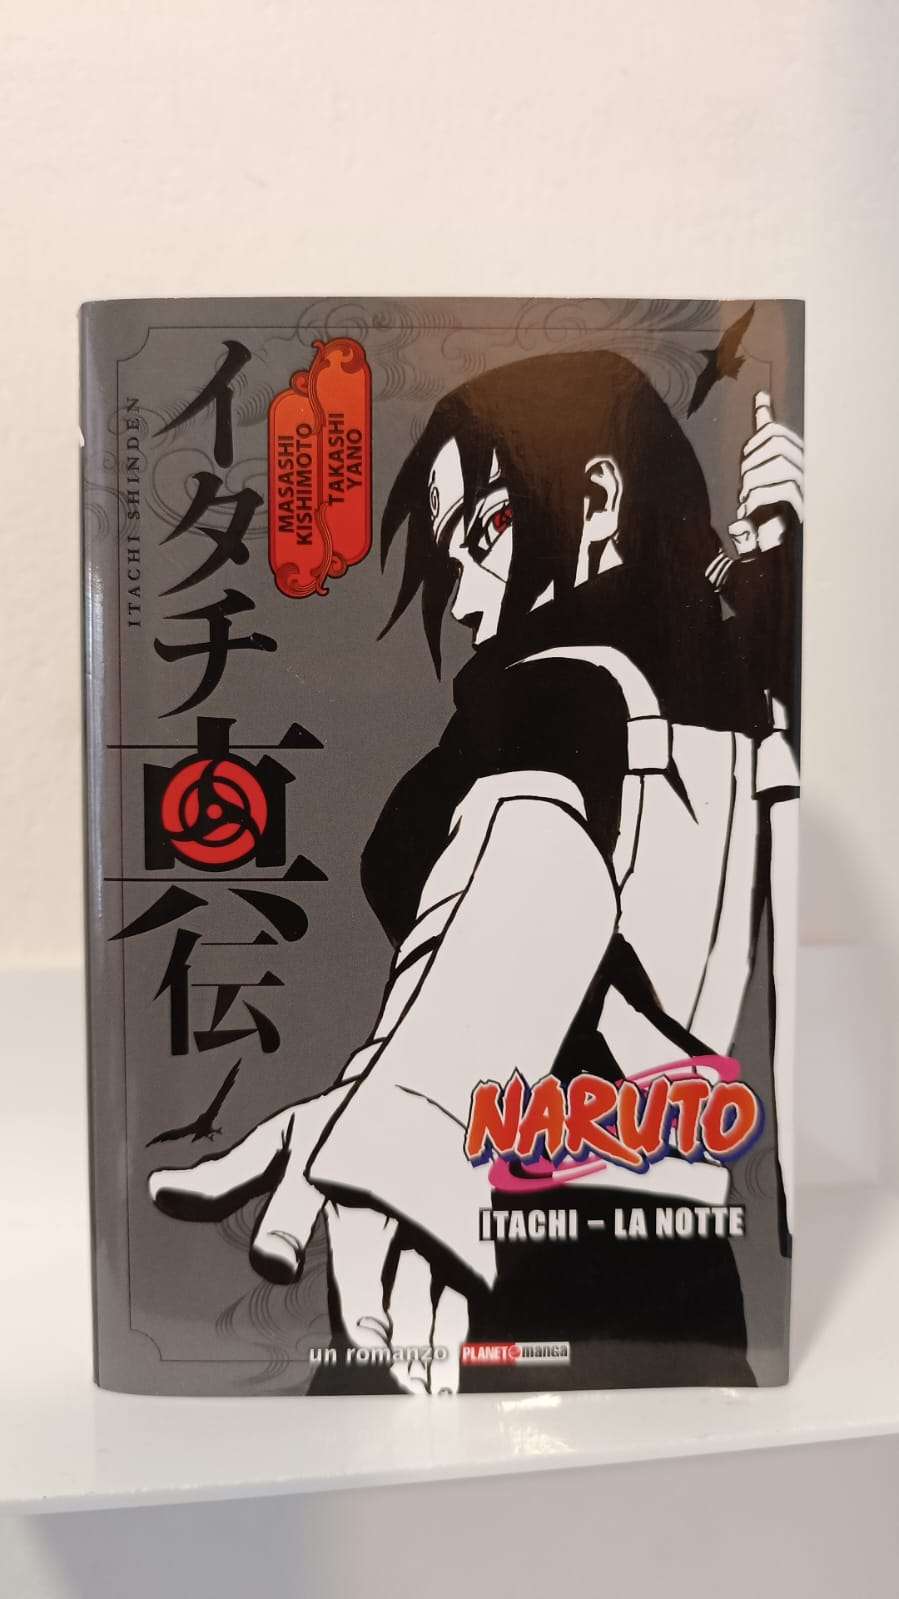 イタチ真伝
ITACHI SHINDEN
MASASHI
KISHIMOTO
TAKASHI
YANO
NARUTO
ITACHI – LA NOTTE
un romanzo PLANET manga